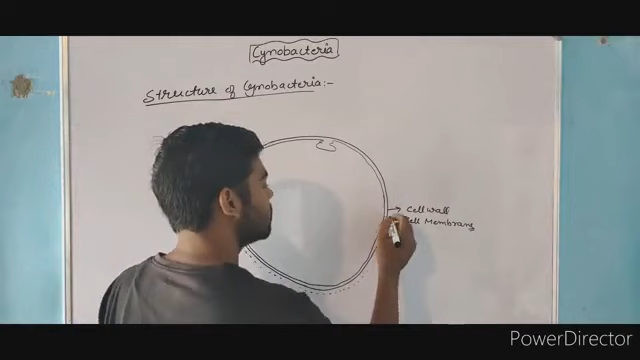 Cynobacteria
Structure of Cynobacteria:-
Cell wall
Cell Membrane
PowerDirector